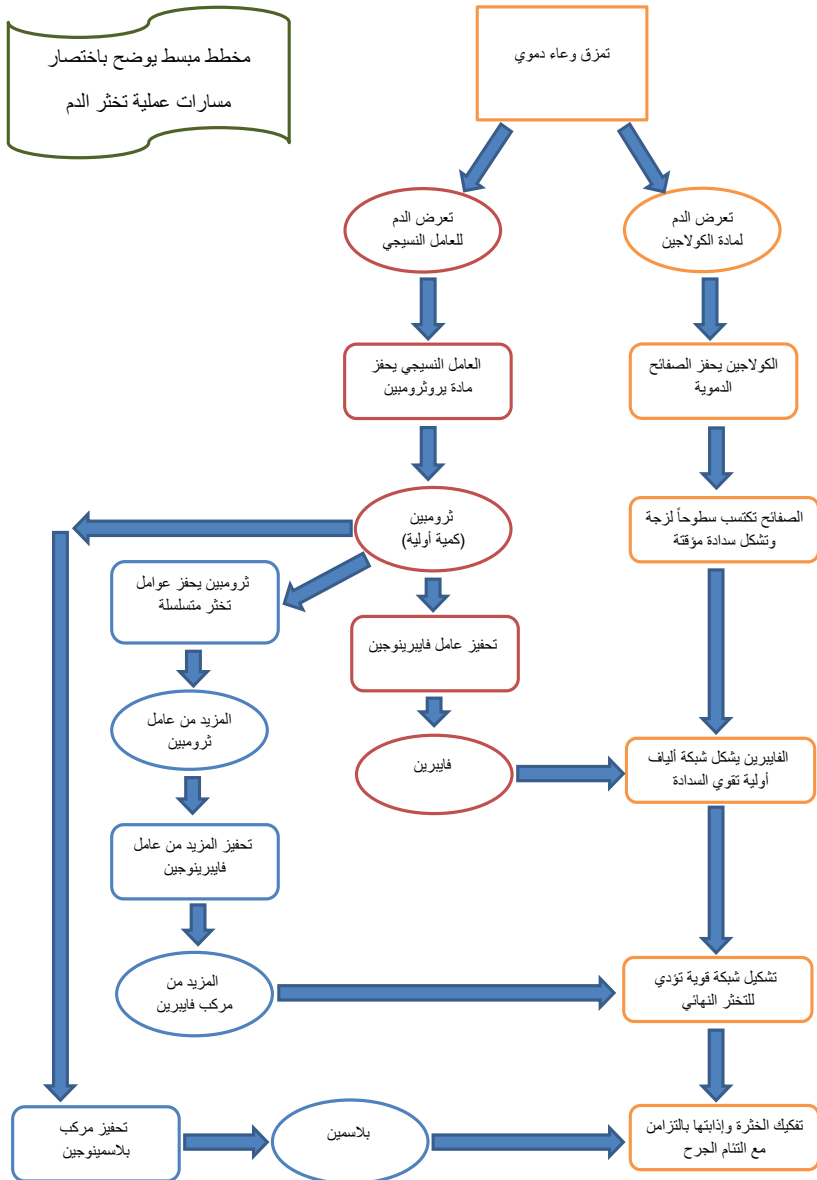 مخطط مبسط يوضح باختصار
مسارات عملية تخثر الدم
تمزق وعاء دموي
تعرض الدم
لمادة الكولاجين
تعرض الدم
للعامل النسيجي
الكولاجين يحفز الصفائح
الدموية
العامل النسيجي يحفز
مادة يروثرومبين
الصفائح تكتسب سطوحاً لزجة
وتشكل سدادة مؤقتة
ثرومبين
(كمية أولية)
ثرومبين يحفز عوامل
تخثر متسلسلة
تحفيز عامل فايبرينوجين
المزيد من عامل
ثرومبين
الفايبرين يشكل شبكة ألياف
أولية تقوي السدادة
فايبرين
تحفيز المزيد من عامل
فايبرينوجين
تشكيل شبكة قوية تؤدي
للتخثر النهائي
المزيد من
مركب فايبرين
تفكيك الخثرة وإذابتها بالتزامن
مع التئام الجرح
بلاسمين
تحفيز مركب
بلاسمينوجين